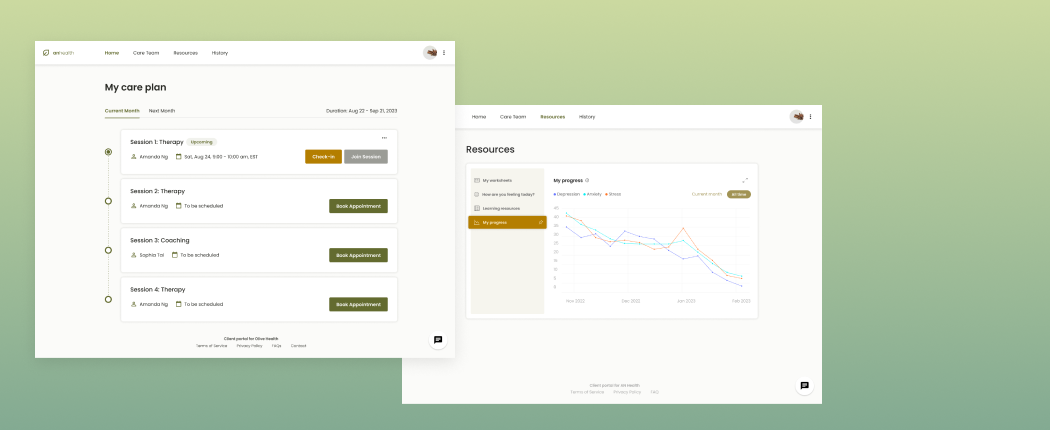 anhealth Home Care Team Resources History
My care plan
Current Month Next Month Duration: Aug 22 - Sep 21, 2023
Session 1: Therapy Upcoming
Amanda Ng Sat, Aug 24, 9:00 - 10:00 am, EST Check-in Join Session
Session 2: Therapy
Amanda Ng To be scheduled Book Appointment
Session 3: Coaching
Sophia Tai To be scheduled Book Appointment
Session 4: Therapy
Amanda Ng To be scheduled Book Appointment
Client portal for Olive Health
Terms of Service Privacy Policy FAQs Contact
Home Care Team Resources History
Resources
My worksheets
How are you feeling today?
Learning resources
My progress
My progress
Depression Anxiety Stress Current month All time
45
40
35
30
25
20
15
10
5
0
Nov 2022 Dec 2022 Jan 2023 Feb 2023
Client portal for AN Health
Terms of Service Privacy Policy FAQ